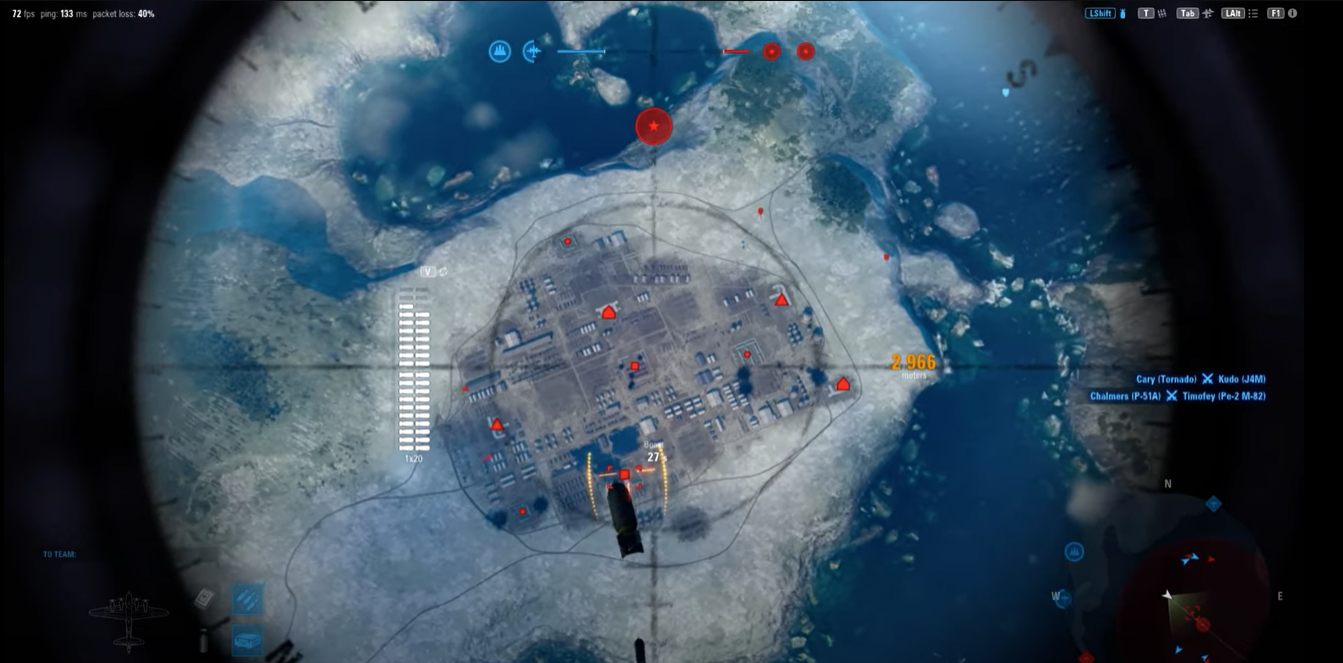 72 fps ping: 133 ms packet loss: 40%
LShift T Tab LAlt F1
S
V
2 966
meters
Cary (Tornado) Kudo (J4M)
Chalmers (P-51A) Timofey (Pe-2 M-82)
27
1x20
N
TO TEAM:
W E
N